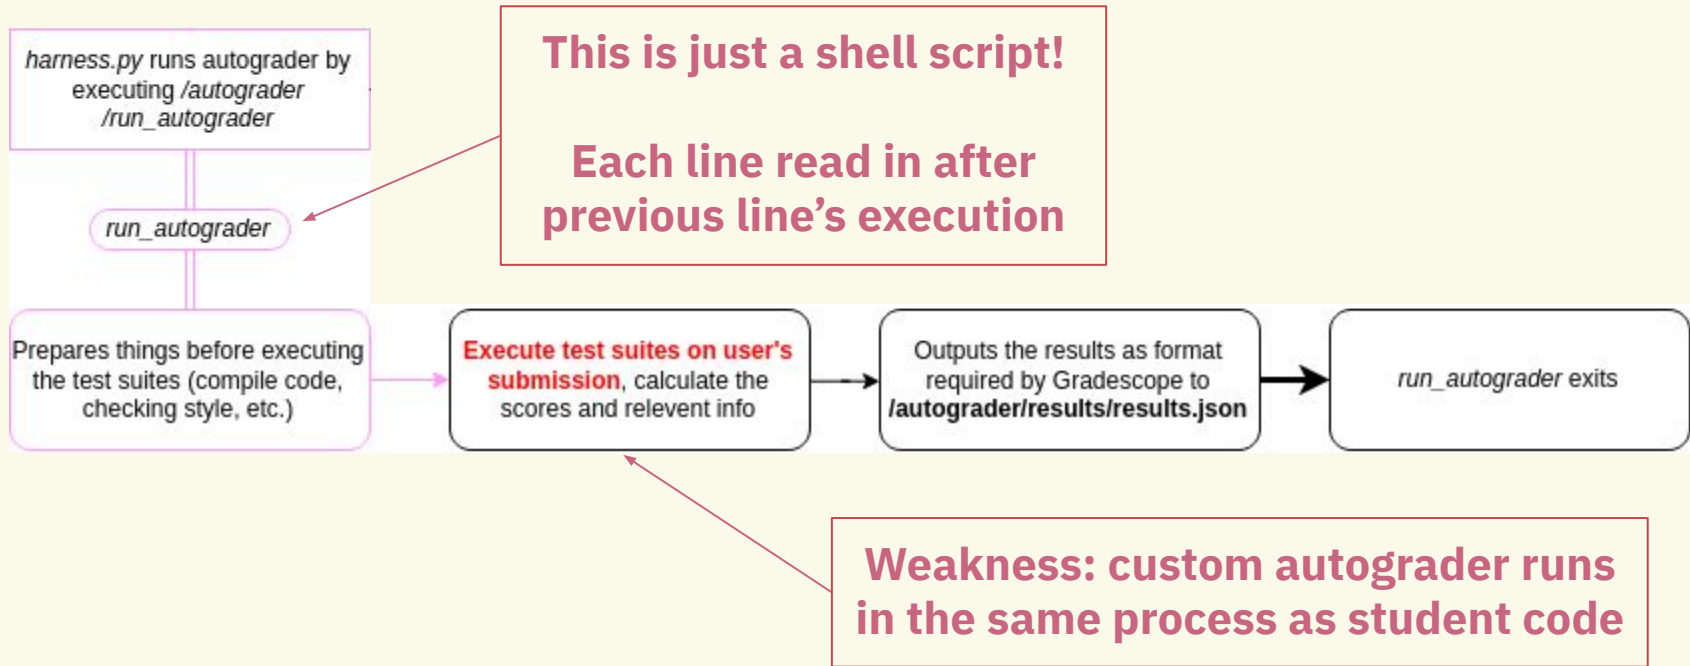 harness.py runs autograder by
executing /autograder
/run_autograder
This is just a shell script!
Each line read in after
previous line’s execution
run_autograder
Prepares things before executing
the test suites (compile code,
checking style, etc.)
Execute test suites on user's
submission, calculate the
scores and relevent info
Outputs the results as format
required by Gradescope to
/autograder/results/results.json
run_autograder exits
Weakness: custom autograder runs
in the same process as student code